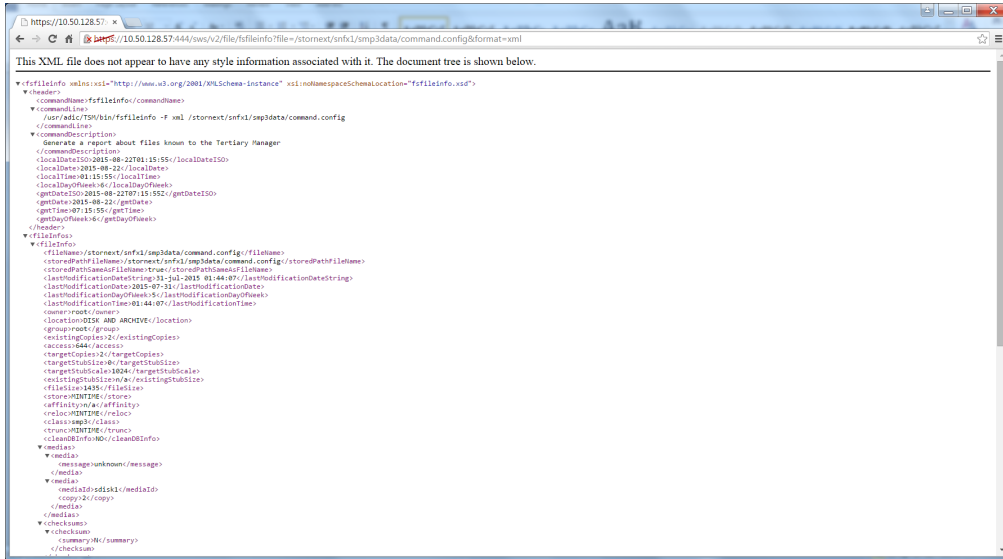 https://10.50.128.57: ×
https://10.50.128.57:444/sws/v2/file/fsfileinfo?file=/stornext/snfx1/smp3data/command.config&format=xml
This XML file does not appear to have any style information associated with it. The document tree is shown below.
▼<fsfileinfo xmlns:xsi="http://www.w3.org/2001/XMLSchema-instance" xsi:noNamespaceSchemaLocation="fsfileinfo.xsd">
▼<header>
<commandName>fsfileinfo</commandName>
▼<commandLine>
/usr/adic/TSM/bin/fsfileinfo -F xml /stornext/snfx1/smp3data/command.config
</commandLine>
▼<commandDescription>
Generate a report about files known to the Tertiary Manager
</commandDescription>
<localDateISO>2015-08-22T01:15:55</localDateISO>
<localDate>2015-08-22</localDate>
<localTime>01:15:55</localTime>
<localDayOfWeek>6</localDayOfWeek>
<gmtDateISO>2015-08-22T07:15:55Z</gmtDateISO>
<gmtDate>2015-08-22</gmtDate>
<gmtTime>07:15:55</gmtTime>
<gmtDayOfWeek>6</gmtDayOfWeek>
</header>
▼<fileInfos>
▼<fileInfo>
<fileName>/stornext/snfx1/smp3data/command.config</fileName>
<storedPathFileName>/stornext/snfx1/smp3data/command.config</storedPathFileName>
<storedPathSameAsFileName>true</storedPathSameAsFileName>
<lastModificationDateString>31-jul-2015 01:44:07</lastModificationDateString>
<lastModificationDate>2015-07-31</lastModificationDate>
<lastModificationDayOfWeek>5</lastModificationDayOfWeek>
<lastModificationTime>01:44:07</lastModificationTime>
<owner>root</owner>
<location>DISK AND ARCHIVE</location>
<group>root</group>
<existingCopies>2</existingCopies>
<access>644</access>
<targetCopies>2</targetCopies>
<targetStubSize>0</targetStubSize>
<targetStubScale>1024</targetStubScale>
<existingStubSize>n/a</existingStubSize>
<fileSize>1435</fileSize>
<store>MINTIME</store>
<affinity>n/a</affinity>
<reloc>MINTIME</reloc>
<class>smp3</class>
<trunc>MINTIME</trunc>
<cleanDBInfo>NO</cleanDBInfo>
▼<medias>
▼<media>
<message>unknown</message>
</media>
▼<media>
<mediaId>sdisk1</mediaId>
<copy>2</copy>
</media>
</medias>
▼<checksums>
▼<checksum>
<summary>N</summary>
</checksum>